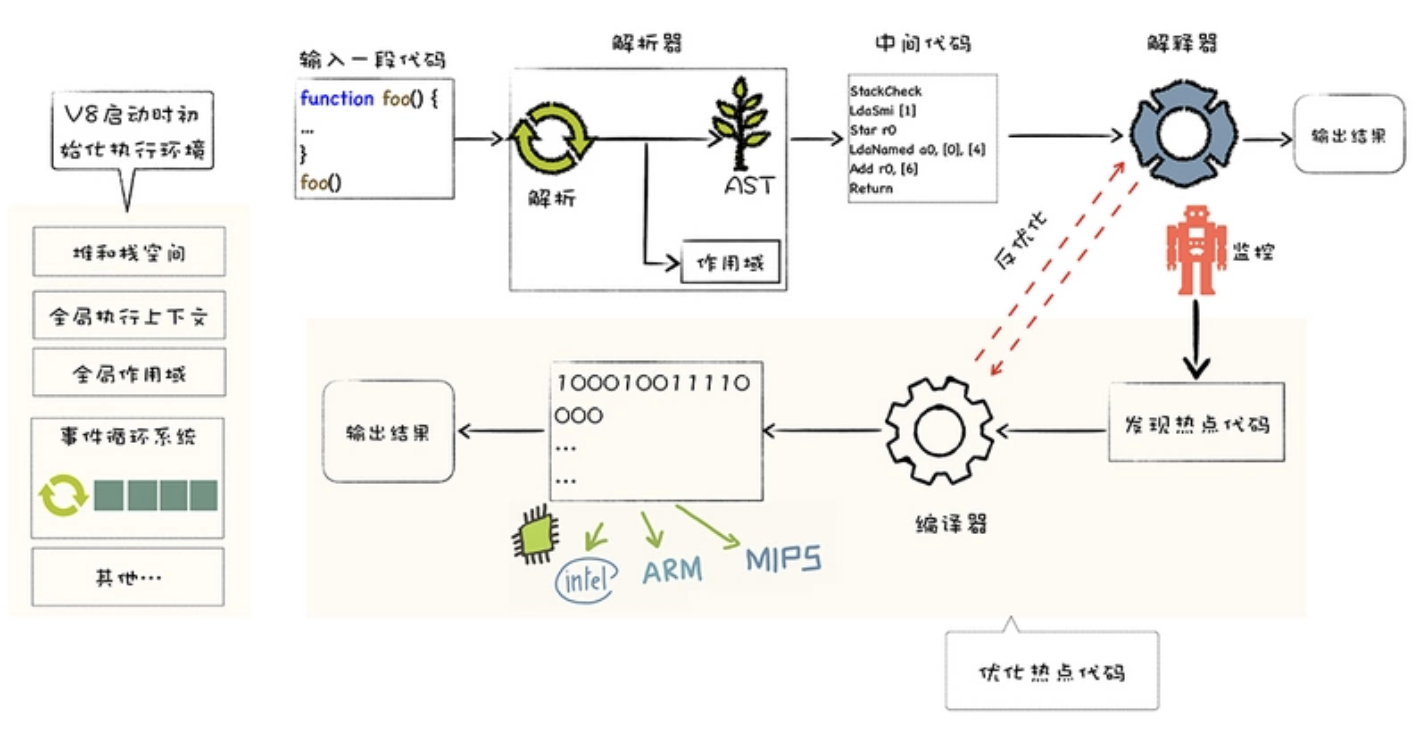 V8启动时初
始化执行环境
堆和栈空间
全局执行上下文
全局作用域
事件循环系统
其他…
输入一段代码
function foo() {
...
}
foo()
解析器
解析
AST
作用域
中间代码
StackCheck
LdaSmi [1]
Star r0
LdaNamed a0, [0], [4]
Add r0, [6]
Return
解释器
输出结果
反优化
监控
发现热点代码
编译器
100010011110
000
...
...
输出结果
intel
ARM
MIPS
优化热点代码